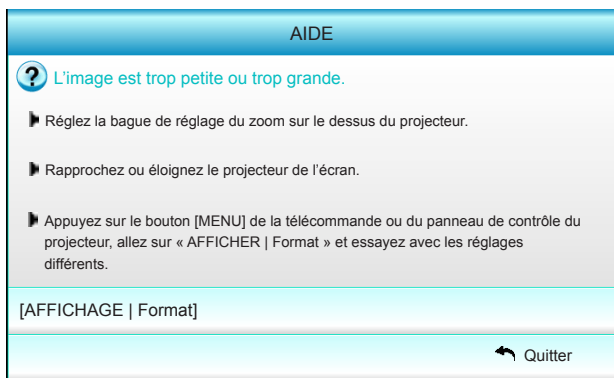 AIDE
?
L'image est trop petite ou trop grande.
Réglez la bague de réglage du zoom sur le dessus du projecteur.
Rapprochez ou éloignez le projecteur de l'écran.
Appuyez sur le bouton [MENU] de la télécommande ou du panneau de contrôle du
projecteur, allez sur « AFFICHER | Format » et essayez avec les réglages
différents.
[AFFICHAGE | Format]
Quitter